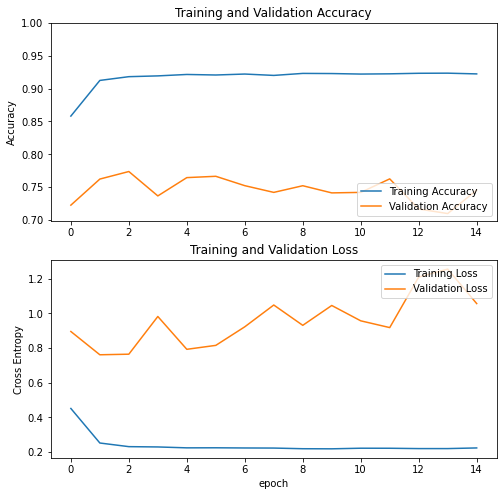 Training and Validation Accuracy
1.00
0.95
0.90
0.85
0.80
0.75
0.70
Accuracy
Training Accuracy
Validation Accuracy
0 2 4 6 8 10 12 14
Training and Validation Loss
1.2
1.0
0.8
0.6
0.4
0.2
Cross Entropy
Training Loss
Validation Loss
0 2 4 6 8 10 12 14
epoch